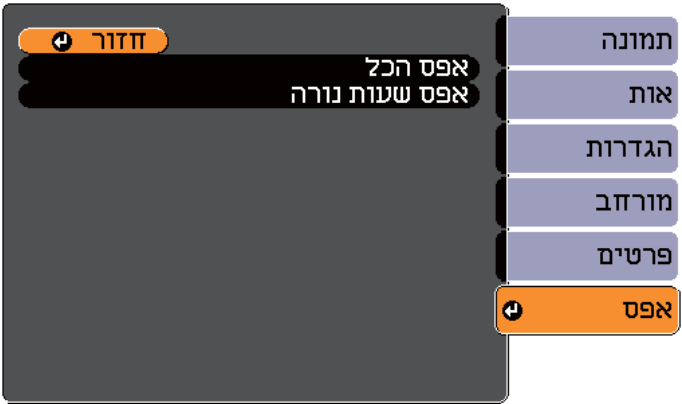 תמונה
אות
הגדרות
מורחב
פרטים
אפס
חזור
אפס הכל
אפס שעות נורה